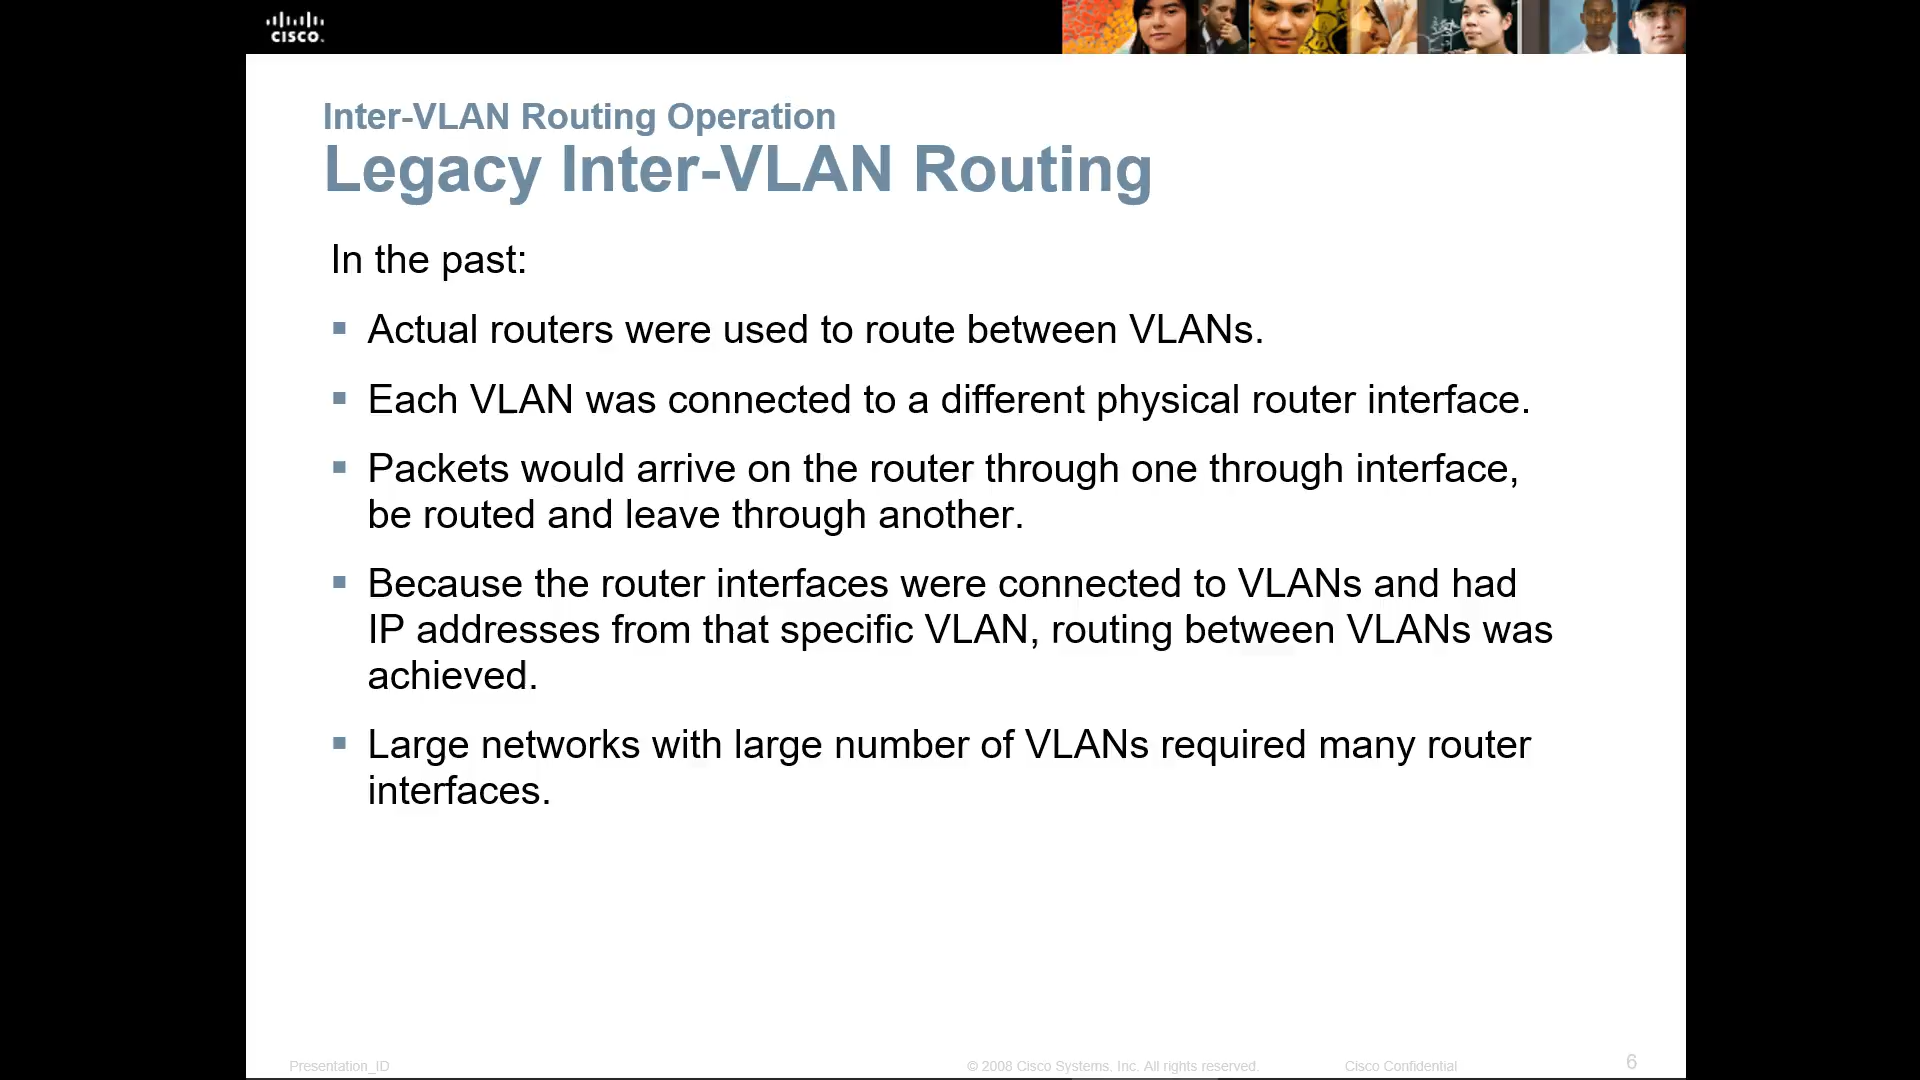 CISCO.
Inter-VLAN Routing Operation
Legacy Inter-VLAN Routing
In the past:
Actual routers were used to route between VLANs.
Each VLAN was connected to a different physical router interface.
Packets would arrive on the router through one through interface,
be routed and leave through another.
Because the router interfaces were connected to VLANs and had
IP addresses from that specific VLAN, routing between VLANs was
achieved.
Large networks with large number of VLANs required many router
interfaces.
Presentation_ID © 2008 Cisco Systems, Inc. All rights reserved. Cisco Confidential 6